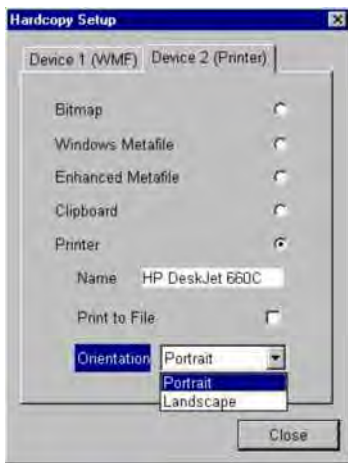 Hardcopy Setup
Device 1 (WMF) Device 2 (Printer)
Bitmap
Windows Metafile
Enhanced Metafile
Clipboard
Printer
Name HP DeskJet 660C
Print to File
Orientation Portrait
Portrait
Landscape
Close